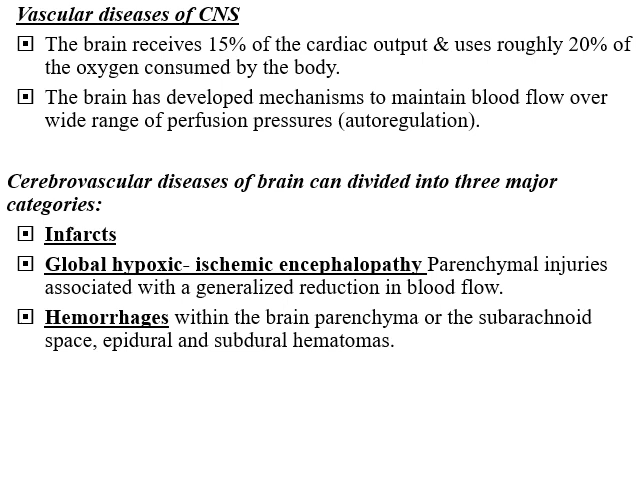 Vascular diseases of CNS
The brain receives 15% of the cardiac output & uses roughly 20% of
the oxygen consumed by the body.
The brain has developed mechanisms to maintain blood flow over
wide range of perfusion pressures (autoregulation).
Cerebrovascular diseases of brain can divided into three major
categories:
Infarcts
Global hypoxic- ischemic encephalopathy Parenchymal injuries
associated with a generalized reduction in blood flow.
Hemorrhages within the brain parenchyma or the subarachnoid
space, epidural and subdural hematomas.